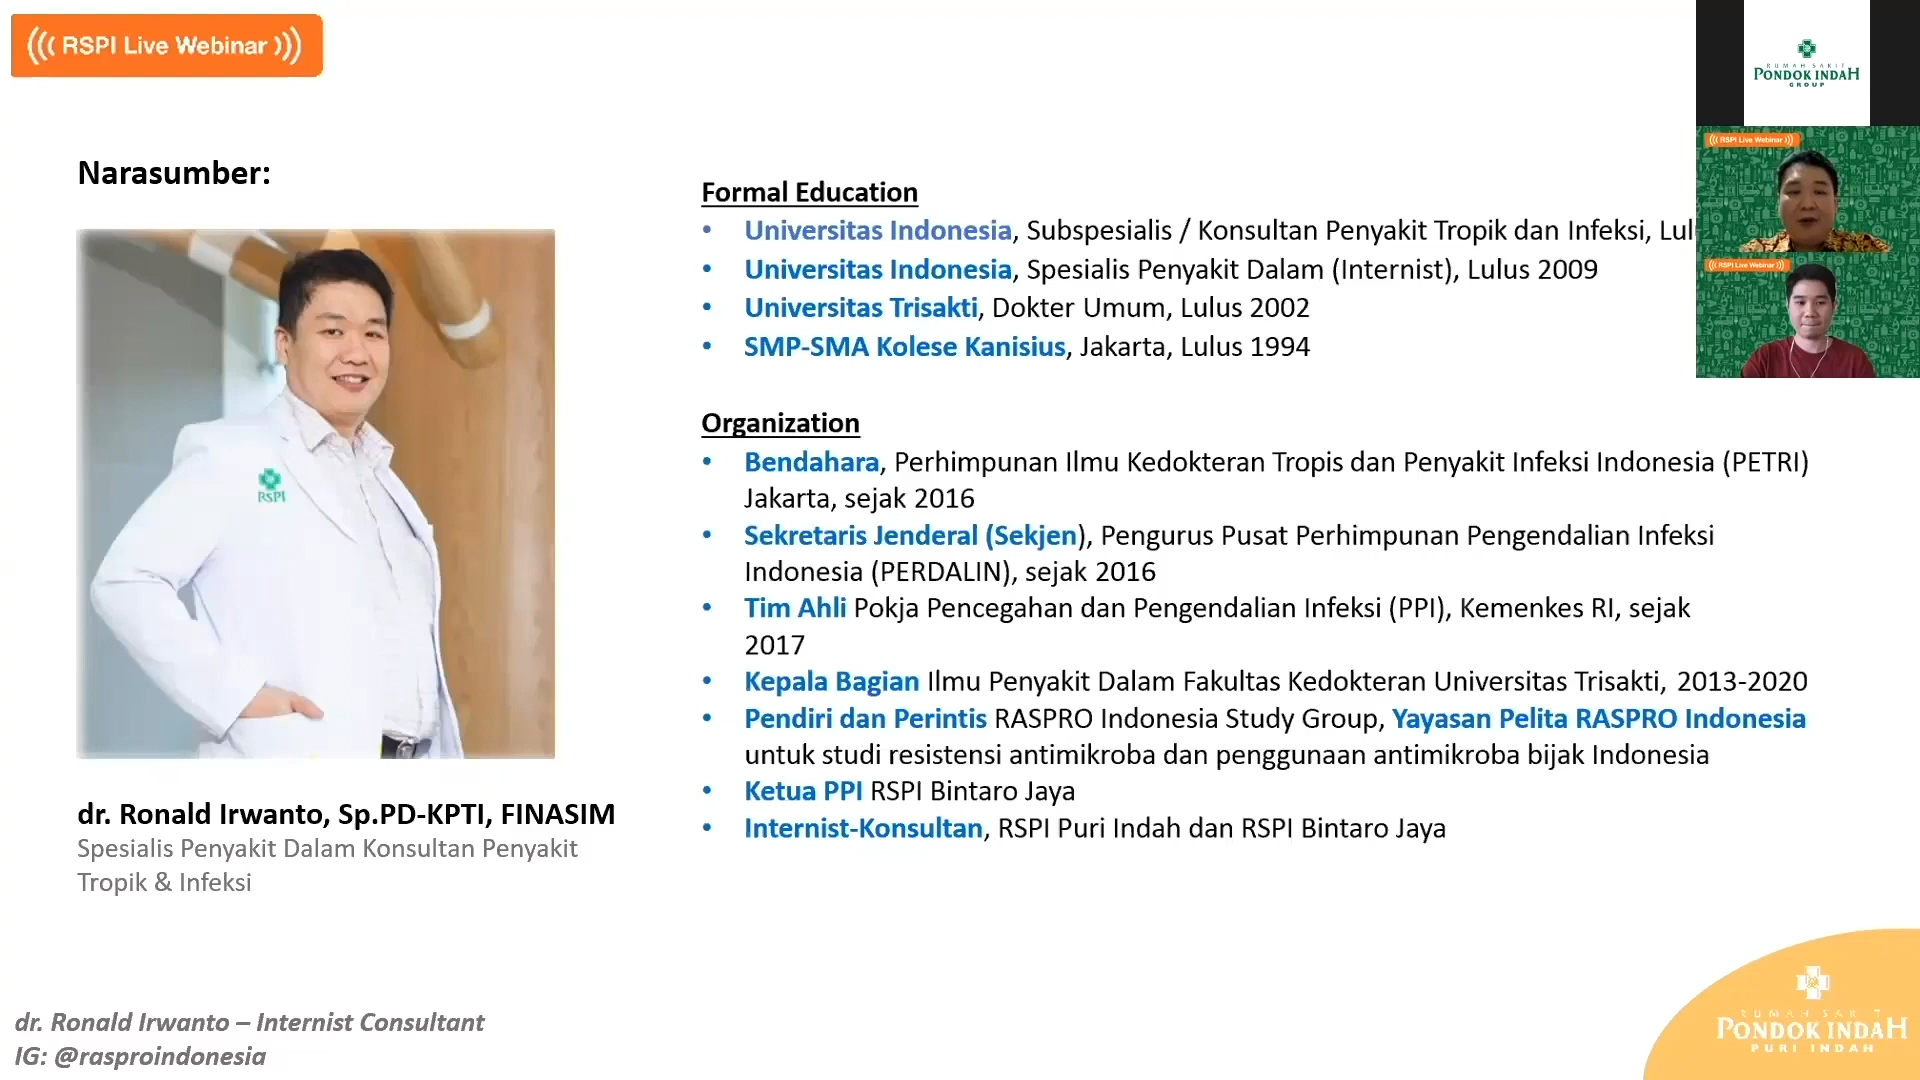 ((( RSPI Live Webinar )))
RUMAH SAKIT
PONDOK INDAH
GROUP
((( RSPI Live Webinar )))
((( RSPI Live Webinar )))
Narasumber:
RSPI
dr. Ronald Irwanto, Sp.PD-KPTI, FINASIM
Spesialis Penyakit Dalam Konsultan Penyakit
Tropik & Infeksi
Formal Education
• Universitas Indonesia, Subspesialis / Konsultan Penyakit Tropik dan Infeksi,
• Universitas Indonesia, Spesialis Penyakit Dalam (Internist), Lulus 2009
• Universitas Trisakti, Dokter Umum, Lulus 2002
• SMP-SMA Kolese Kanisius, Jakarta, Lulus 1994
Organization
• Bendahara, Perhimpunan Ilmu Kedokteran Tropis dan Penyakit Infeksi Indonesia (PETRI)
Jakarta, sejak 2016
• Sekretaris Jenderal (Sekjen), Pengurus Pusat Perhimpunan Pengendalian Infeksi
Indonesia (PERDALIN), sejak 2016
• Tim Ahli Pokja Pencegahan dan Pengendalian Infeksi (PPI), Kemenkes RI, sejak
2017
• Kepala Bagian Ilmu Penyakit Dalam Fakultas Kedokteran Universitas Trisakti, 2013-2020
• Pendiri dan Perintis RASPRO Indonesia Study Group, Yayasan Pelita RASPRO Indonesia
untuk studi resistensi antimikroba dan penggunaan antimikroba bijak Indonesia
• Ketua PPI RSPI Bintaro Jaya
• Internist-Konsultan, RSPI Puri Indah dan RSPI Bintaro Jaya
dr. Ronald Irwanto – Internist Consultant
IG: @rasproindonesia
RUMAH SAKIT
PONDOK INDAH
PURI INDAH